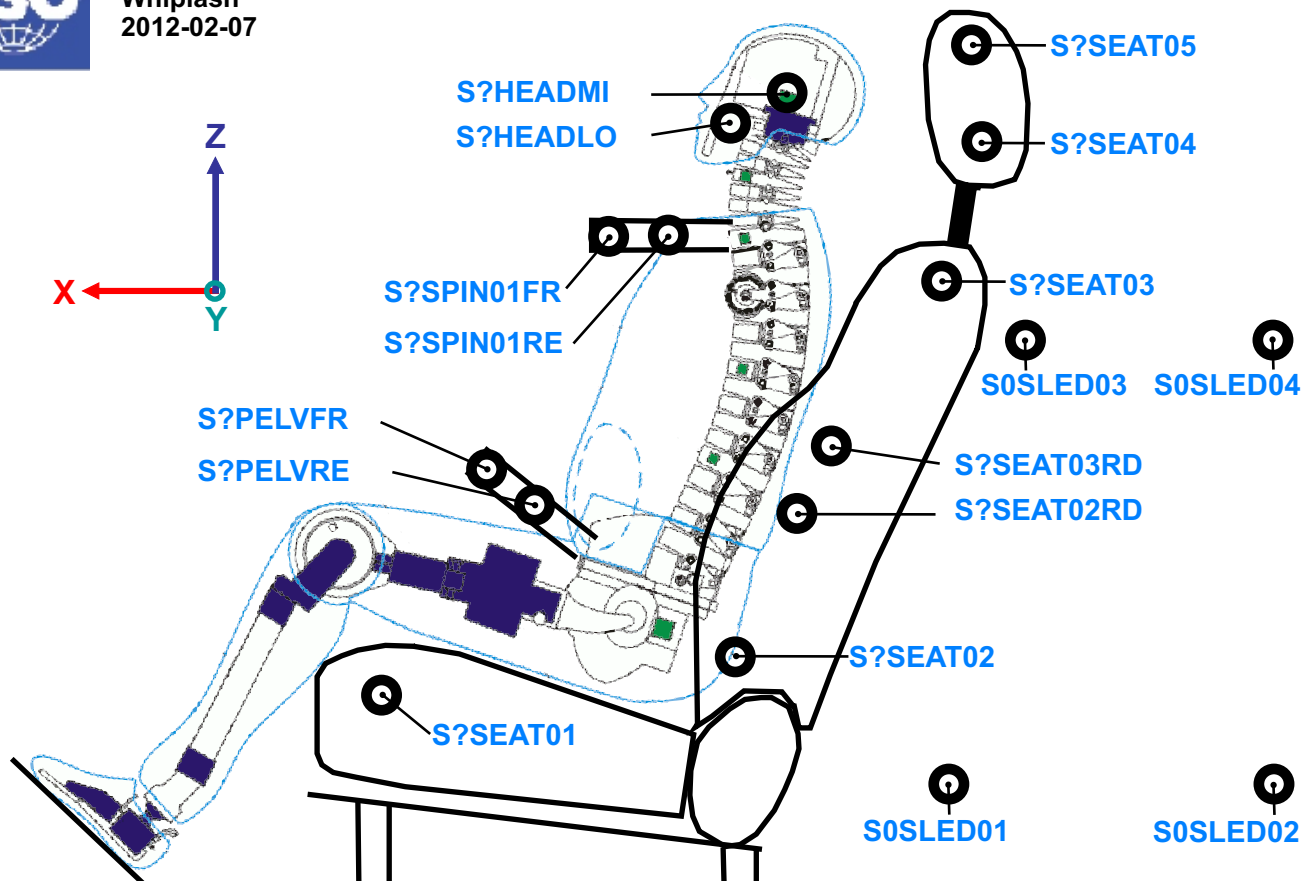 Whiplash
2012-02-07
S?SEAT05
S?HEADMI
S?HEADLO
S?SEAT04
Z
X
Y
S?SPIN01FR
S?SPIN01RE
S?SEAT03
S0SLED03
S0SLED04
S?PELVFR
S?PELVRE
S?SEAT03RD
S?SEAT02RD
S?SEAT02
S?SEAT01
S0SLED01
S0SLED02